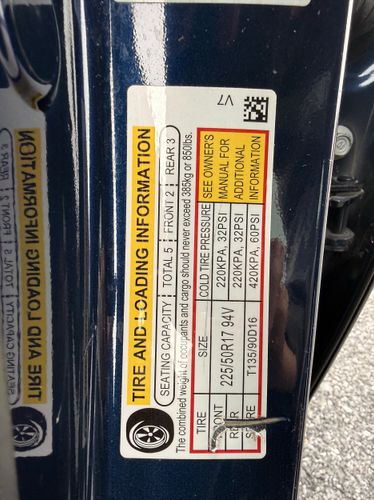 V7
TIRE AND LOADING INFORMATION
SEATING CAPACITY | TOTAL 5 | FRONT 2 | REAR 3
The combined weight of occupants and cargo should never exceed 385kg or 850lbs.
TIRE SIZE COLD TIRE PRESSURE SEE OWNER'S
225/50R17 94V 220KPA, 32PSI MANUAL FOR
220KPA, 32PSI ADDITIONAL
T135/90D16 420KPA, 60PSI INFORMATION